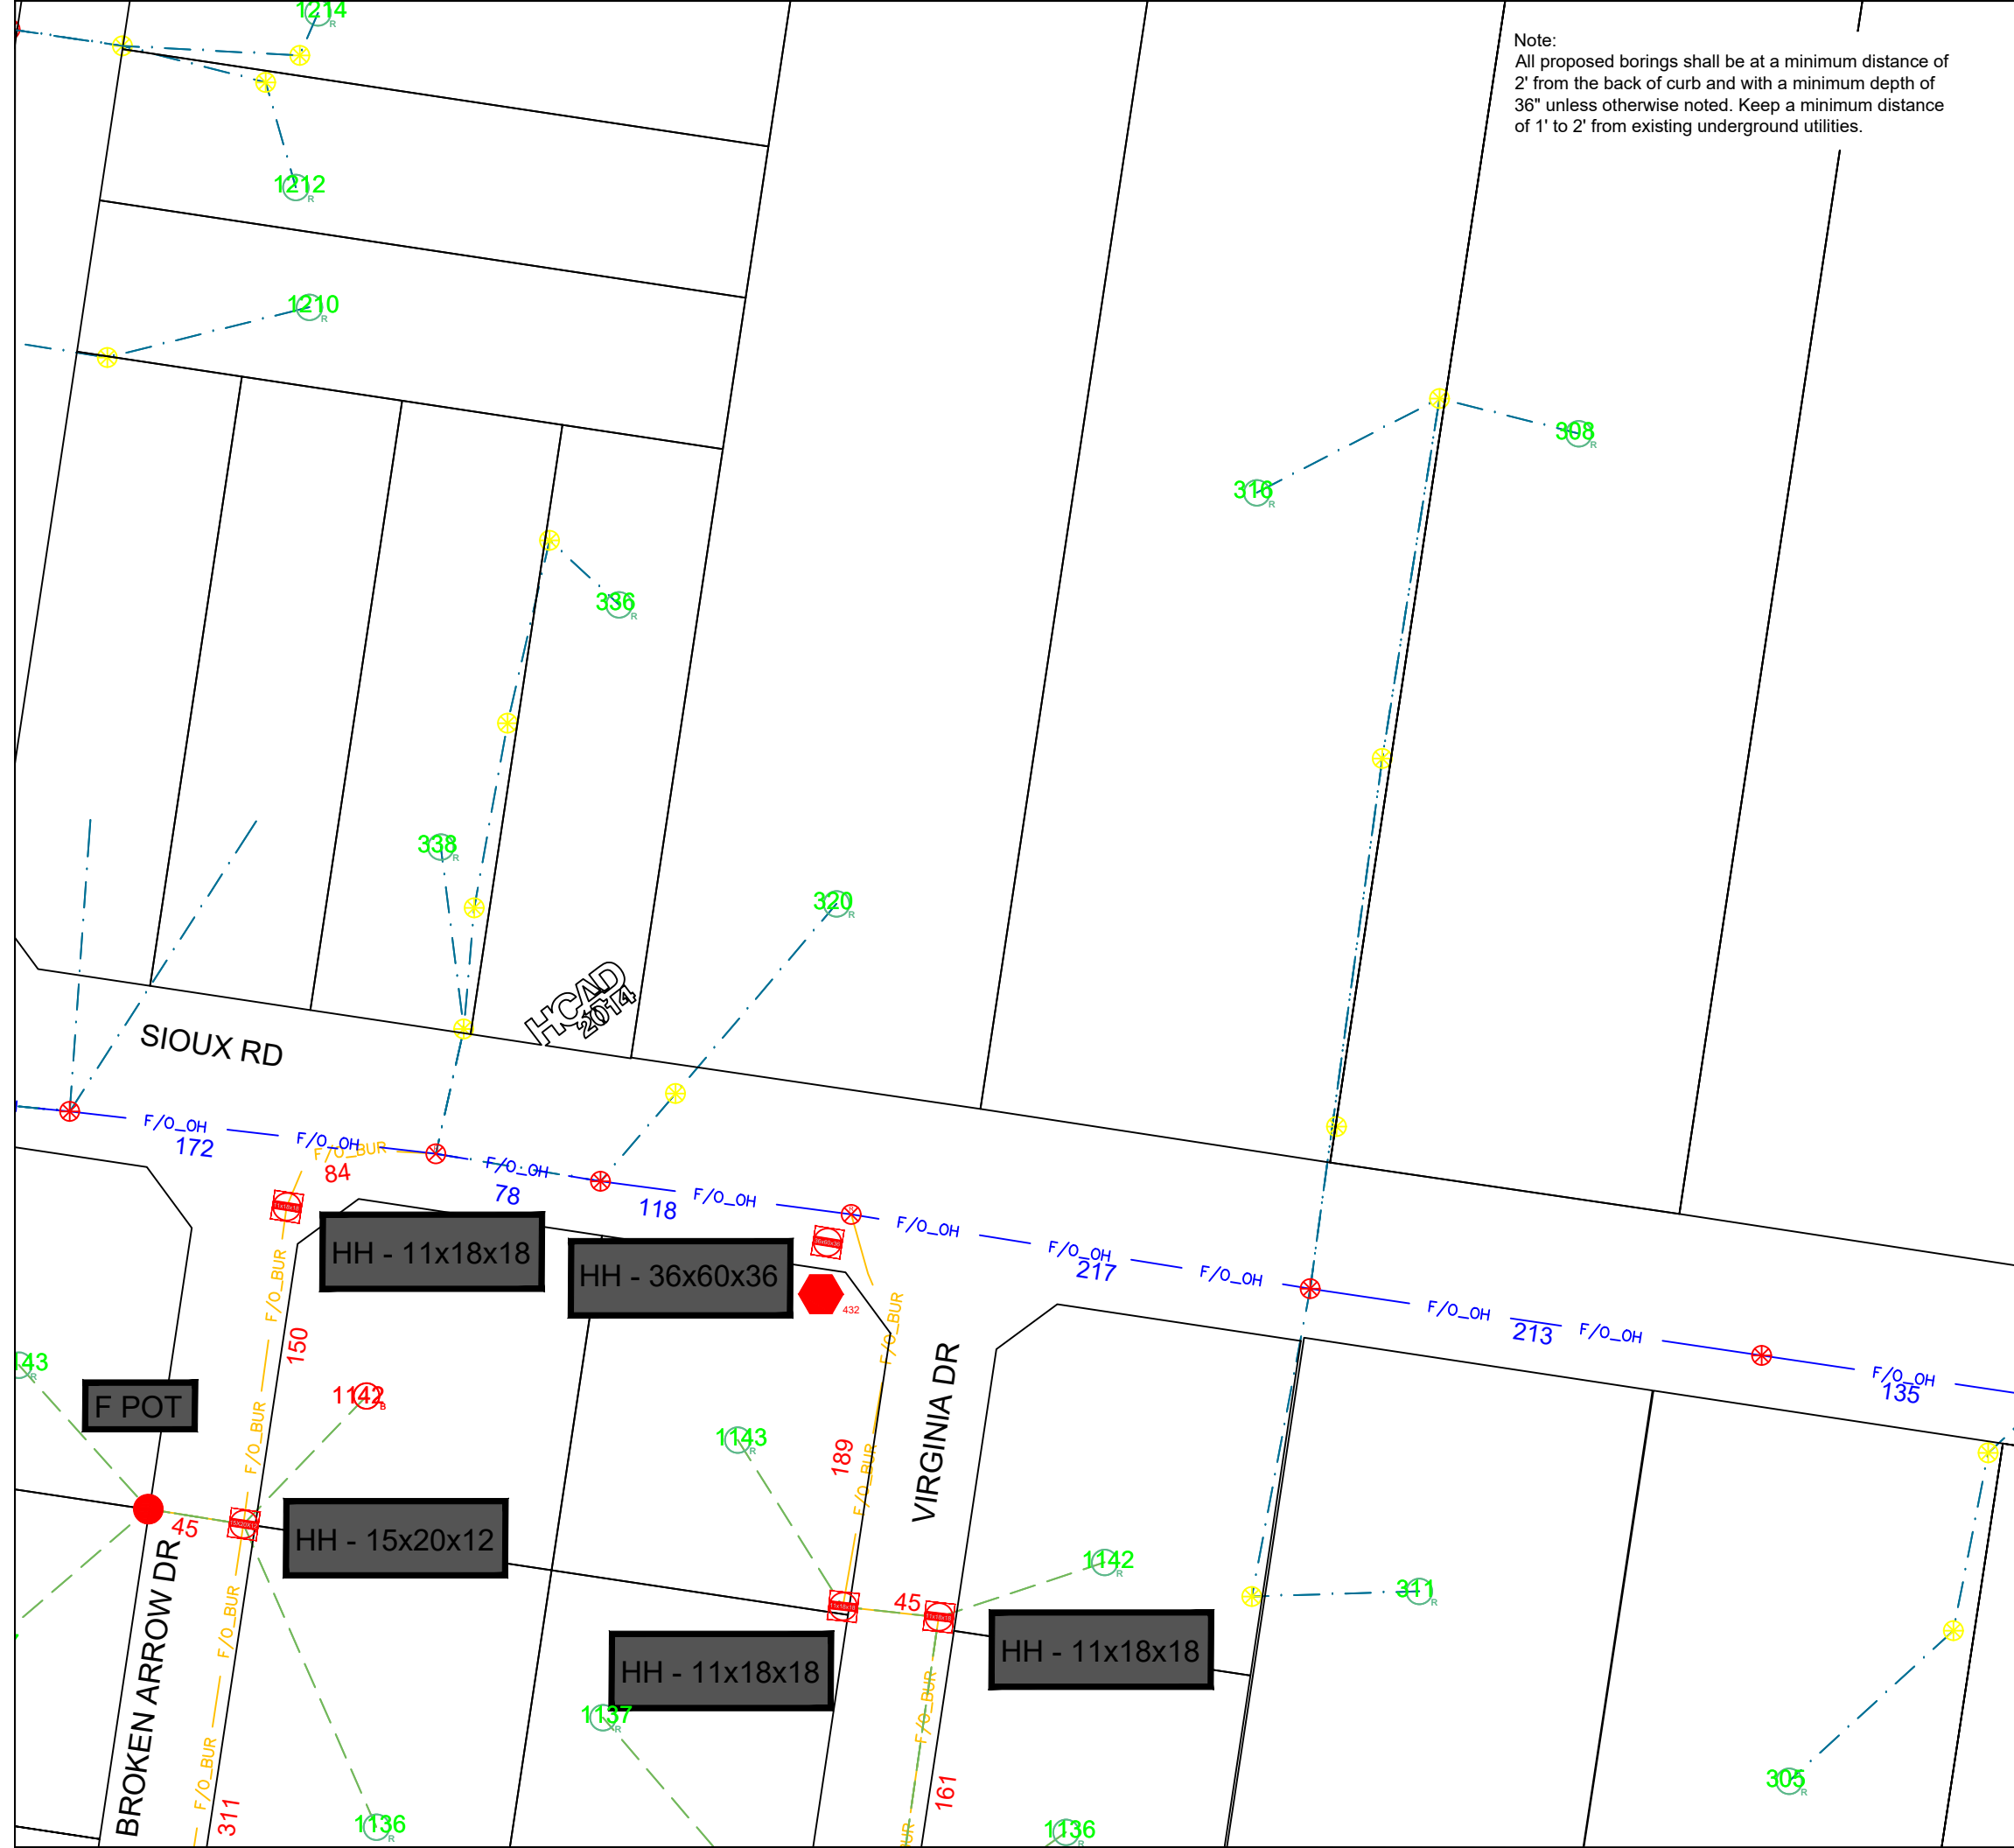 1214
Note:
All proposed borings shall be at a minimum distance of
2' from the back of curb and with a minimum depth of
36" unless otherwise noted. Keep a minimum distance
of 1' to 2' from existing underground utilities.
R
1212
R
1210
308
R
316
R
336
R
338
R
320
R
HCAD
2014
SIOUX RD
F/O_OH
172
F/O_OH
F/O_BUR
84
F/O_OH
78
118
F/O_OH
F/O_OH
F/O_OH
217
F/O_OH
F/O_OH
213
F/O_OH
F/O_OH
135
HH - 11x18x18
HH - 36x60x36
432
F/O_BUR
150
F/O_BUR
143
R
F POT
1142
B
F/O_BUR
1143
R
189
F/O_BUR
VIRGINIA DR
45
HH - 15x20x12
BROKEN ARROW DR
F/O_BUR
1142
R
45
311
R
HH - 11x18x18
HH - 11x18x18
F/O_BUR
1137
R
F/O_BUR
311
161
1136
R
1136
R
305
R
UR